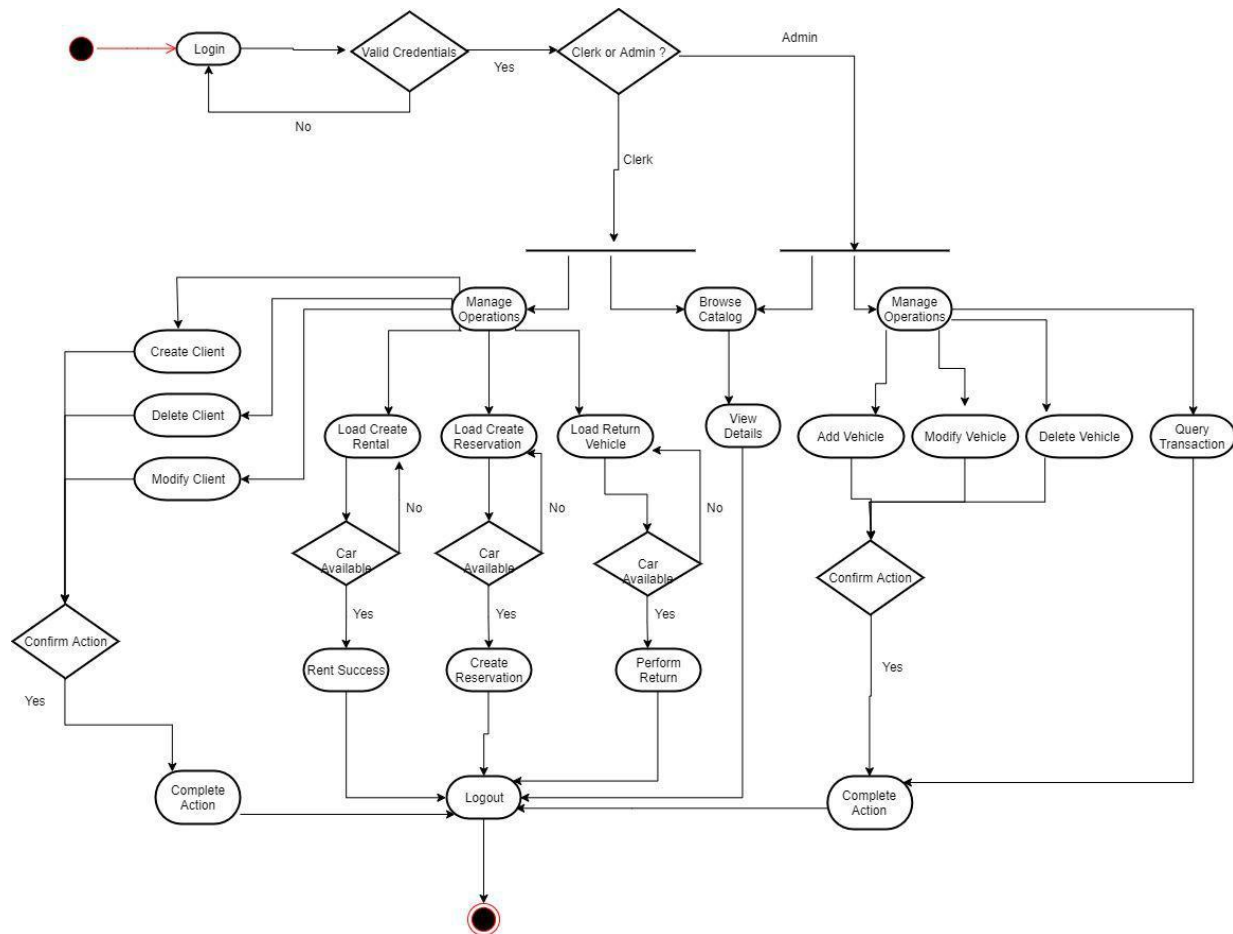 Admin
Login
Valid Credentials
Clerk or Admin ?
Yes
No
Clerk
Manage
Operations
Browse
Catalog
Manage
Operations
Create Client
Delete Client
Modify Client
Load Create
Rental
Load Create
Reservation
Load Return
Vehicle
View
Details
Add Vehicle
Modify Vehicle
Delete Vehicle
Query
Transaction
No
No
No
Car
Available
Car
Available
Car
Available
Confirm Action
Yes
Yes
Yes
Confirm Action
Rent Success
Create
Reservation
Perform
Return
Yes
Yes
Complete
Action
Logout
Complete
Action